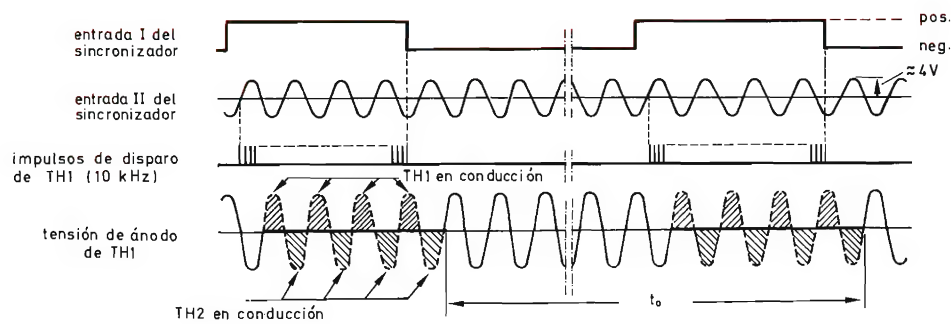 entrada I del
sincronizador
pos.
neg.
≈4V
entrada II del
sincronizador
impulsos de disparo
de TH1 (10 kHz)
TH1 en conducción
tensión de ánodo
de TH1
TH2 en conducción
to